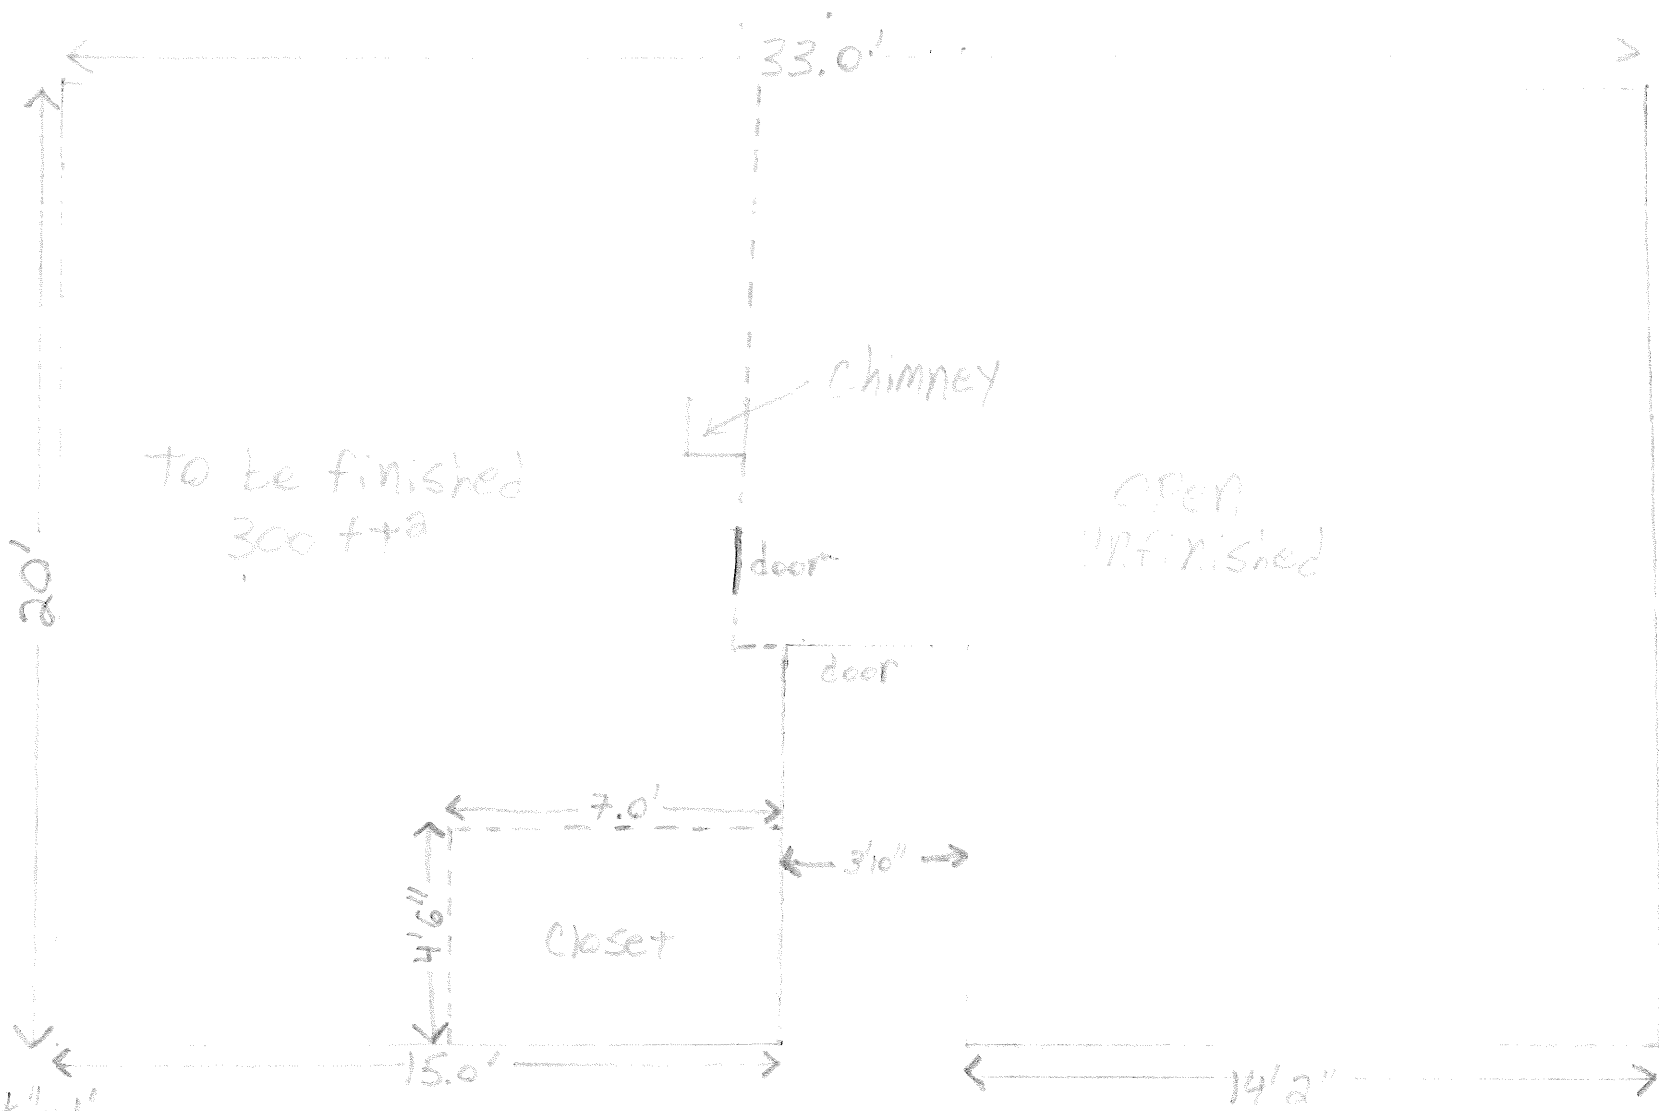 33.0'
chimney
To be finished
300 ft²
open
unfinished
20'
door
door
7.0'
3'10"
4'6"
Closet
15.0'
14'2"